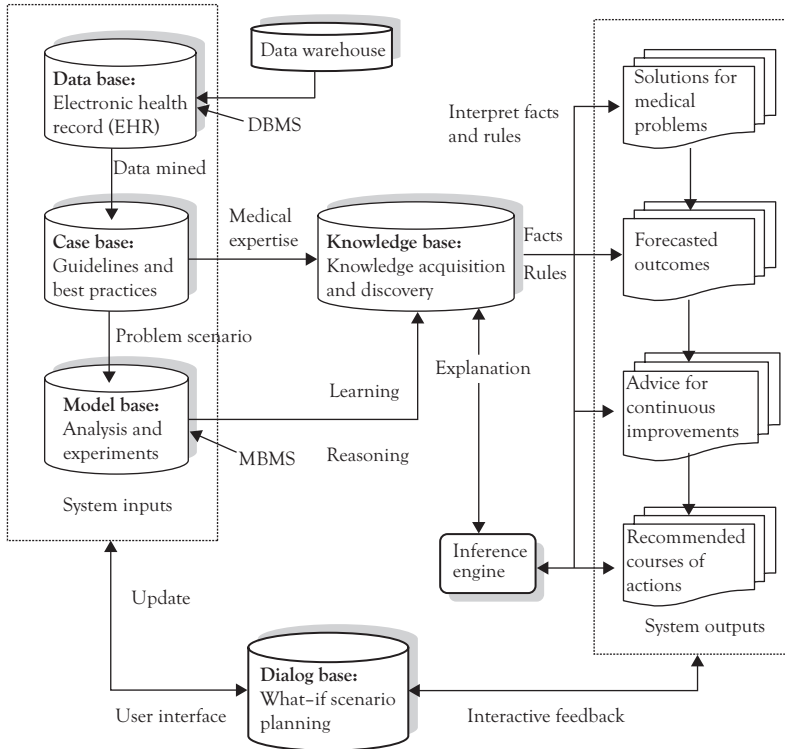 Data warehouse
Data base:
Electronic health
record (EHR)
DBMS
Data mined
Case base:
Guidelines and
best practices
Problem scenario
Model base:
Analysis and
experiments
MBMS
System inputs
Medical
expertise
Knowledge base:
Knowledge acquisition
and discovery
Learning
Reasoning
Explanation
Inference
engine
Interpret facts
and rules
Facts
Rules
Solutions for
medical
problems
Forecasted
outcomes
Advice for
continuous
improvements
Recommended
courses of
actions
System outputs
Update
User interface
Dialog base:
What–if scenario
planning
Interactive feedback